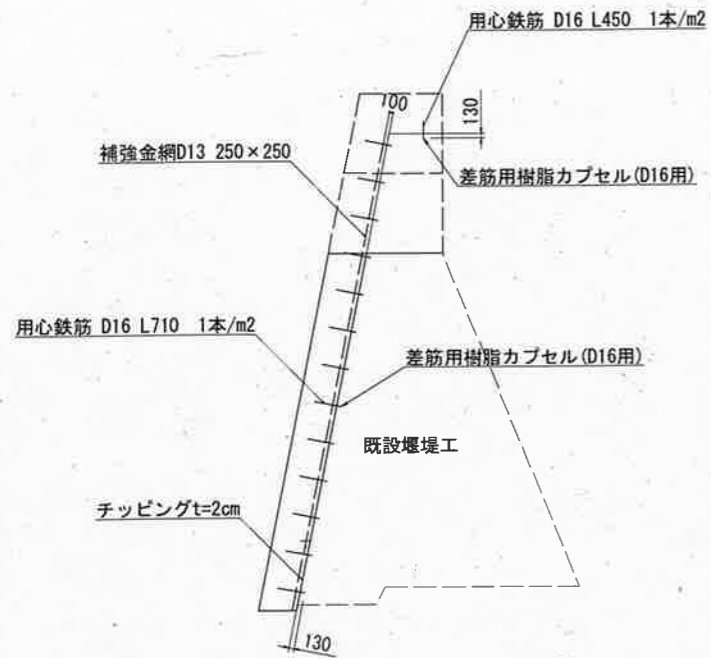 用心鉄筋 D16 L450 1本/m2
100
130
補強金網D13 250×250
差筋用樹脂カプセル(D16用)
用心鉄筋 D16 L710 1本/m2
差筋用樹脂カプセル(D16用)
既設堰堤工
チッピングt=2cm
130